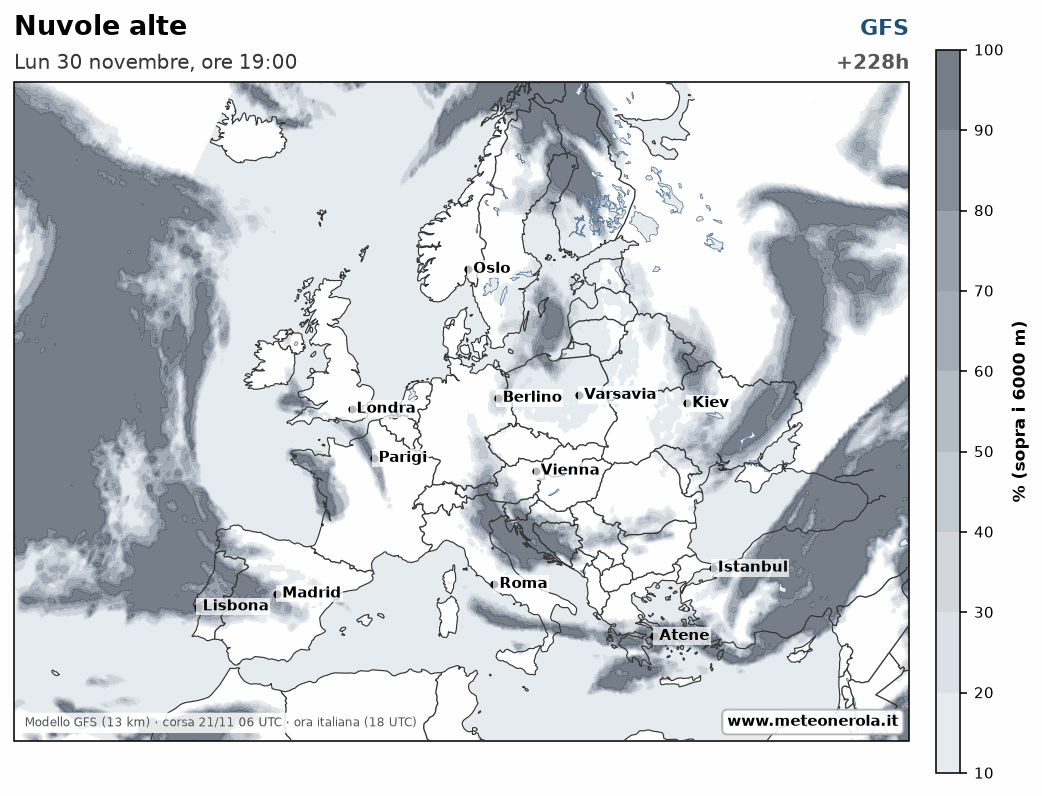 Nuvole alte
GFS
Lun 30 novembre, ore 19:00
+228h
100
90
80
70
60
50
40
30
20
10
% (sopra i 6000 m)
Oslo
Berlino
Varsavia
Kiev
Londra
Parigi
Vienna
Istanbul
Roma
Madrid
Lisbona
Atene
Modello GFS (13 km) · corsa 21/11 06 UTC · ora italiana (18 UTC)
www.meteonerola.it